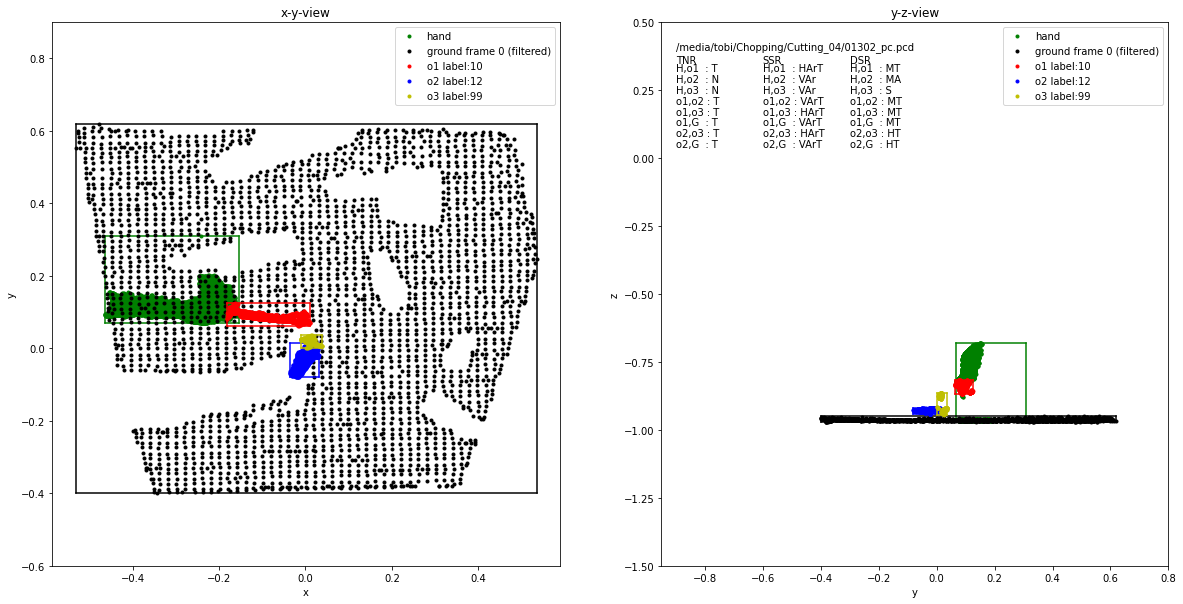 x-y-view
hand
ground frame 0 (filtered)
o1 label:10
o2 label:12
o3 label:99
0.8
0.6
0.4
0.2
0.0
−0.2
−0.4
−0.6
−0.4 −0.2 0.0 0.2 0.4
x
y
y-z-view
/media/tobi/Chopping/Cutting_04/01302_pc.pcd
TNR SSR DSR
H,o1 : T H,o1 : HArT H,o1 : MT
H,o2 : N H,o2 : VAr H,o2 : MA
H,o3 : N H,o3 : VAr H,o3 : S
o1,o2 : T o1,o2 : VArT o1,o2 : MT
o1,o3 : T o1,o3 : HArT o1,o3 : MT
o1,G : T o1,G : VArT o1,G : MT
o2,o3 : T o2,o3 : HArT o2,o3 : HT
o2,G : T o2,G : VArT o2,G : HT
hand
ground frame 0 (filtered)
o1 label:10
o2 label:12
o3 label:99
0.50
0.25
0.00
−0.25
−0.50
−0.75
−1.00
−1.25
−1.50
−0.8 −0.6 −0.4 −0.2 0.0 0.2 0.4 0.6 0.8
y
z